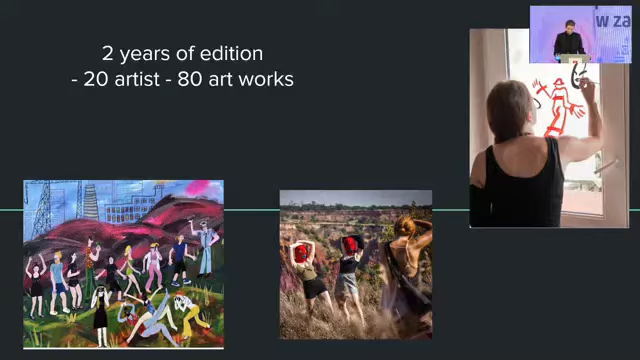 2 years of edition
- 20 artist - 80 art works
w za